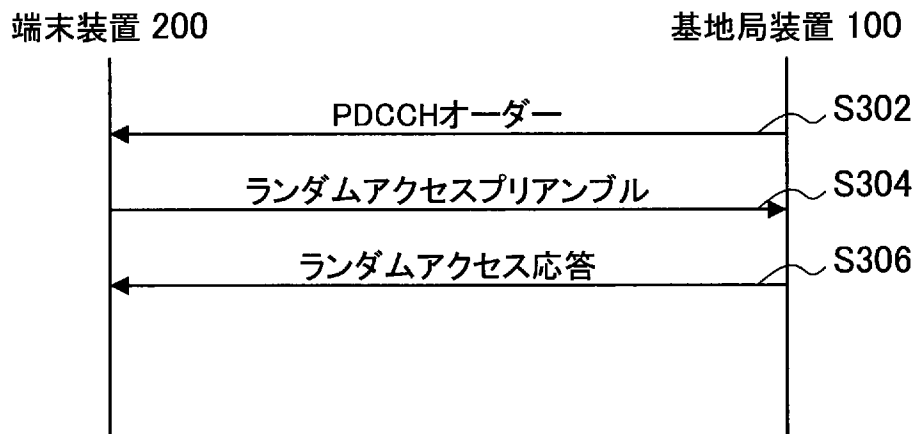 端末装置 200
基地局装置 100
PDCCHオーダー
S302
ランダムアクセスプリアンブル
S304
ランダムアクセス応答
S306